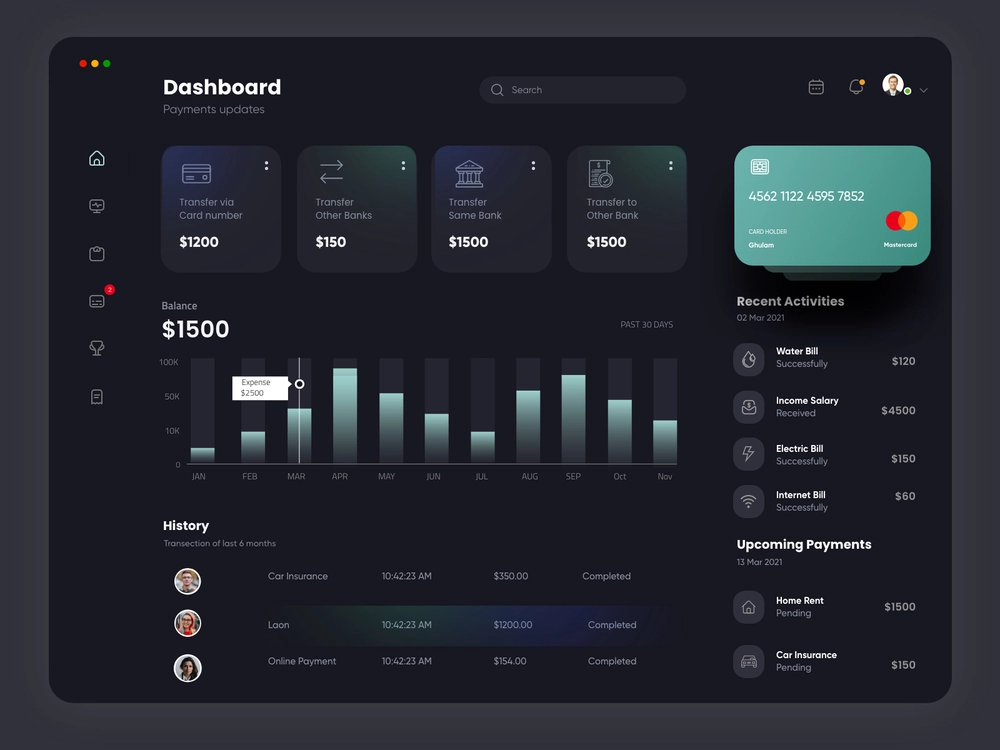 Dashboard
Payments updates
Search
Transfer via
Card number
$1200
Transfer
Other Banks
$150
Transfer
Same Bank
$1500
Transfer to
Other Bank
$1500
4562 1122 4595 7852
CARD HOLDER
Ghulam
Mastercard
2
Balance
$1500
PAST 30 DAYS
100K
50K
10K
0
Expense
$2500
JAN FEB MAR APR MAY JUN JUL AUG SEP Oct Nov
Recent Activities
02 Mar 2021
Water Bill
Successfully
$120
Income Salary
Received
$4500
Electric Bill
Successfully
$150
Internet Bill
Successfully
$60
History
Transection of last 6 months
Car Insurance 10:42:23 AM $350.00 Completed
Laon 10:42:23 AM $1200.00 Completed
Online Payment 10:42:23 AM $154.00 Completed
Upcoming Payments
13 Mar 2021
Home Rent
Pending
$1500
Car Insurance
Pending
$150